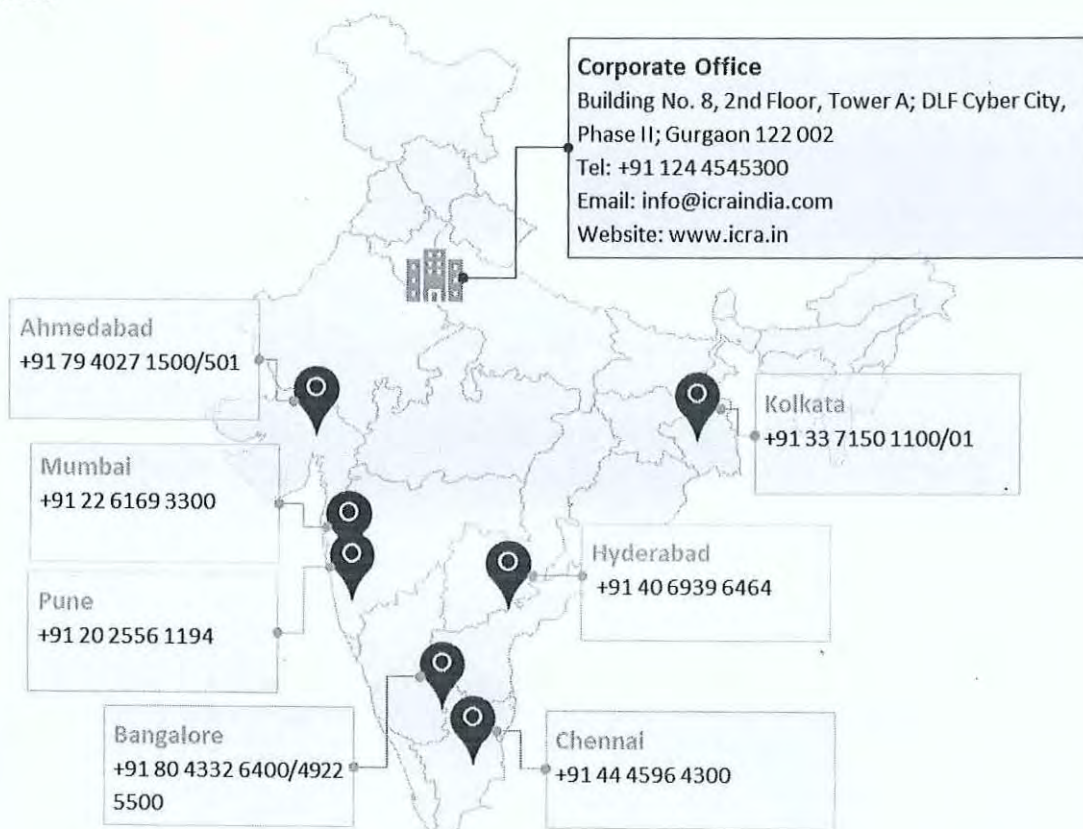 Corporate Office
Building No. 8, 2nd Floor, Tower A; DLF Cyber City,
Phase II; Gurgaon 122 002
Tel: +91 124 4545300
Email: info@icraindia.com
Website: www.icra.in
Ahmedabad
+91 79 4027 1500/501
Kolkata
+91 33 7150 1100/01
Mumbai
+91 22 6169 3300
Hyderabad
+91 40 6939 6464
Pune
+91 20 2556 1194
Bangalore
+91 80 4332 6400/4922
5500
Chennai
+91 44 4596 4300